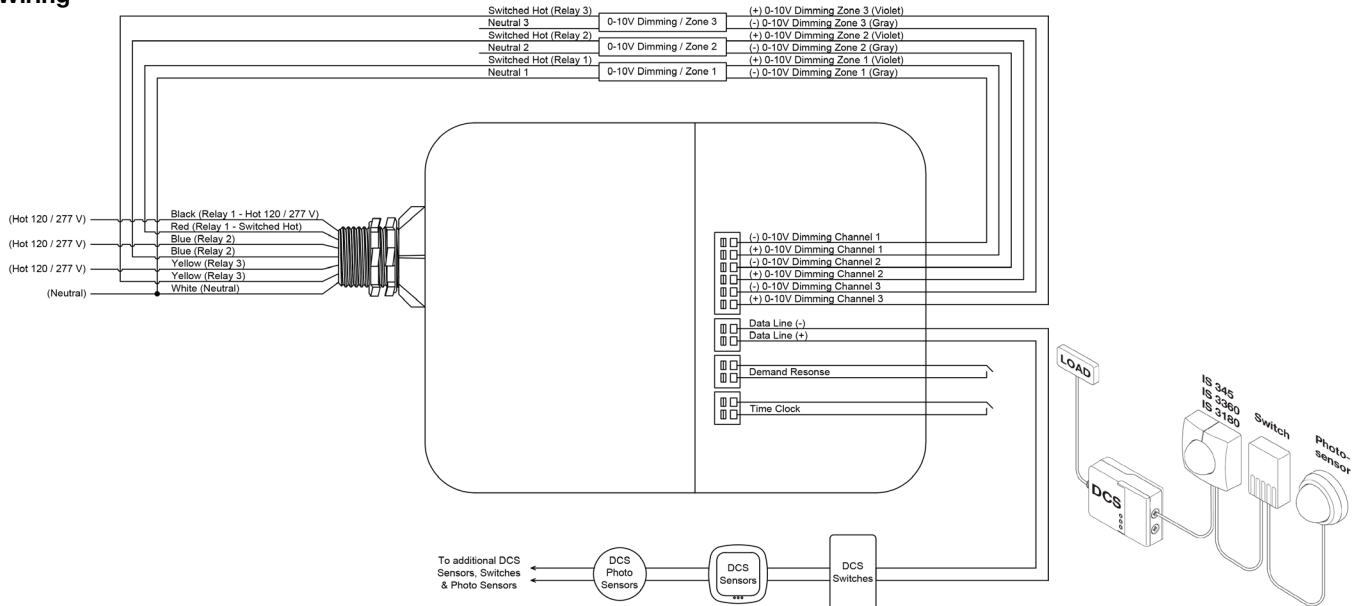 Wiring
Switched Hot (Relay 3)
(+) 0-10V Dimming Zone 3 (Violet)
Neutral 3
0-10V Dimming / Zone 3
(-) 0-10V Dimming Zone 3 (Gray)
Switched Hot (Relay 2)
(+) 0-10V Dimming Zone 2 (Violet)
Neutral 2
0-10V Dimming / Zone 2
(-) 0-10V Dimming Zone 2 (Gray)
Switched Hot (Relay 1)
(+) 0-10V Dimming Zone 1 (Violet)
Neutral 1
0-10V Dimming / Zone 1
(-) 0-10V Dimming Zone 1 (Gray)
(Hot 120 / 277 V)
Black (Relay 1 - Hot 120 / 277 V)
Red (Relay 1 - Switched Hot)
(Hot 120 / 277 V)
Blue (Relay 2)
Blue (Relay 2)
(Hot 120 / 277 V)
Yellow (Relay 3)
Yellow (Relay 3)
(Neutral)
White (Neutral)
(-) 0-10V Dimming Channel 1
(+) 0-10V Dimming Channel 1
(-) 0-10V Dimming Channel 2
(+) 0-10V Dimming Channel 2
(-) 0-10V Dimming Channel 3
(+) 0-10V Dimming Channel 3
Data Line (-)
Data Line (+)
Demand Resonse
Time Clock
LOAD
DCS
IS 345
IS 3360
IS 3180
Switch
Photo-
sensor
To additional DCS
Sensors, Switches
& Photo Sensors
DCS
Photo
Sensors
DCS
Sensors
DCS
Switches